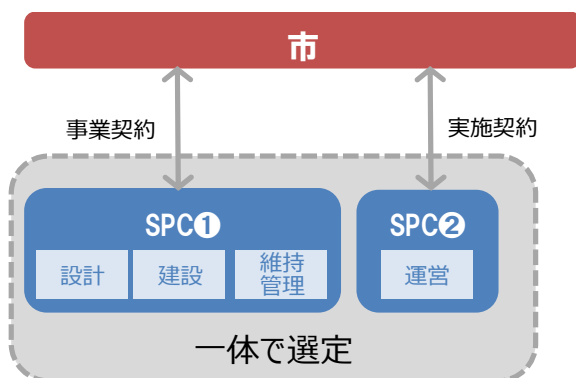 市
事業契約
実施契約
SPC❶
SPC❷
設計
建設
維持
管理
運営
一体で選定